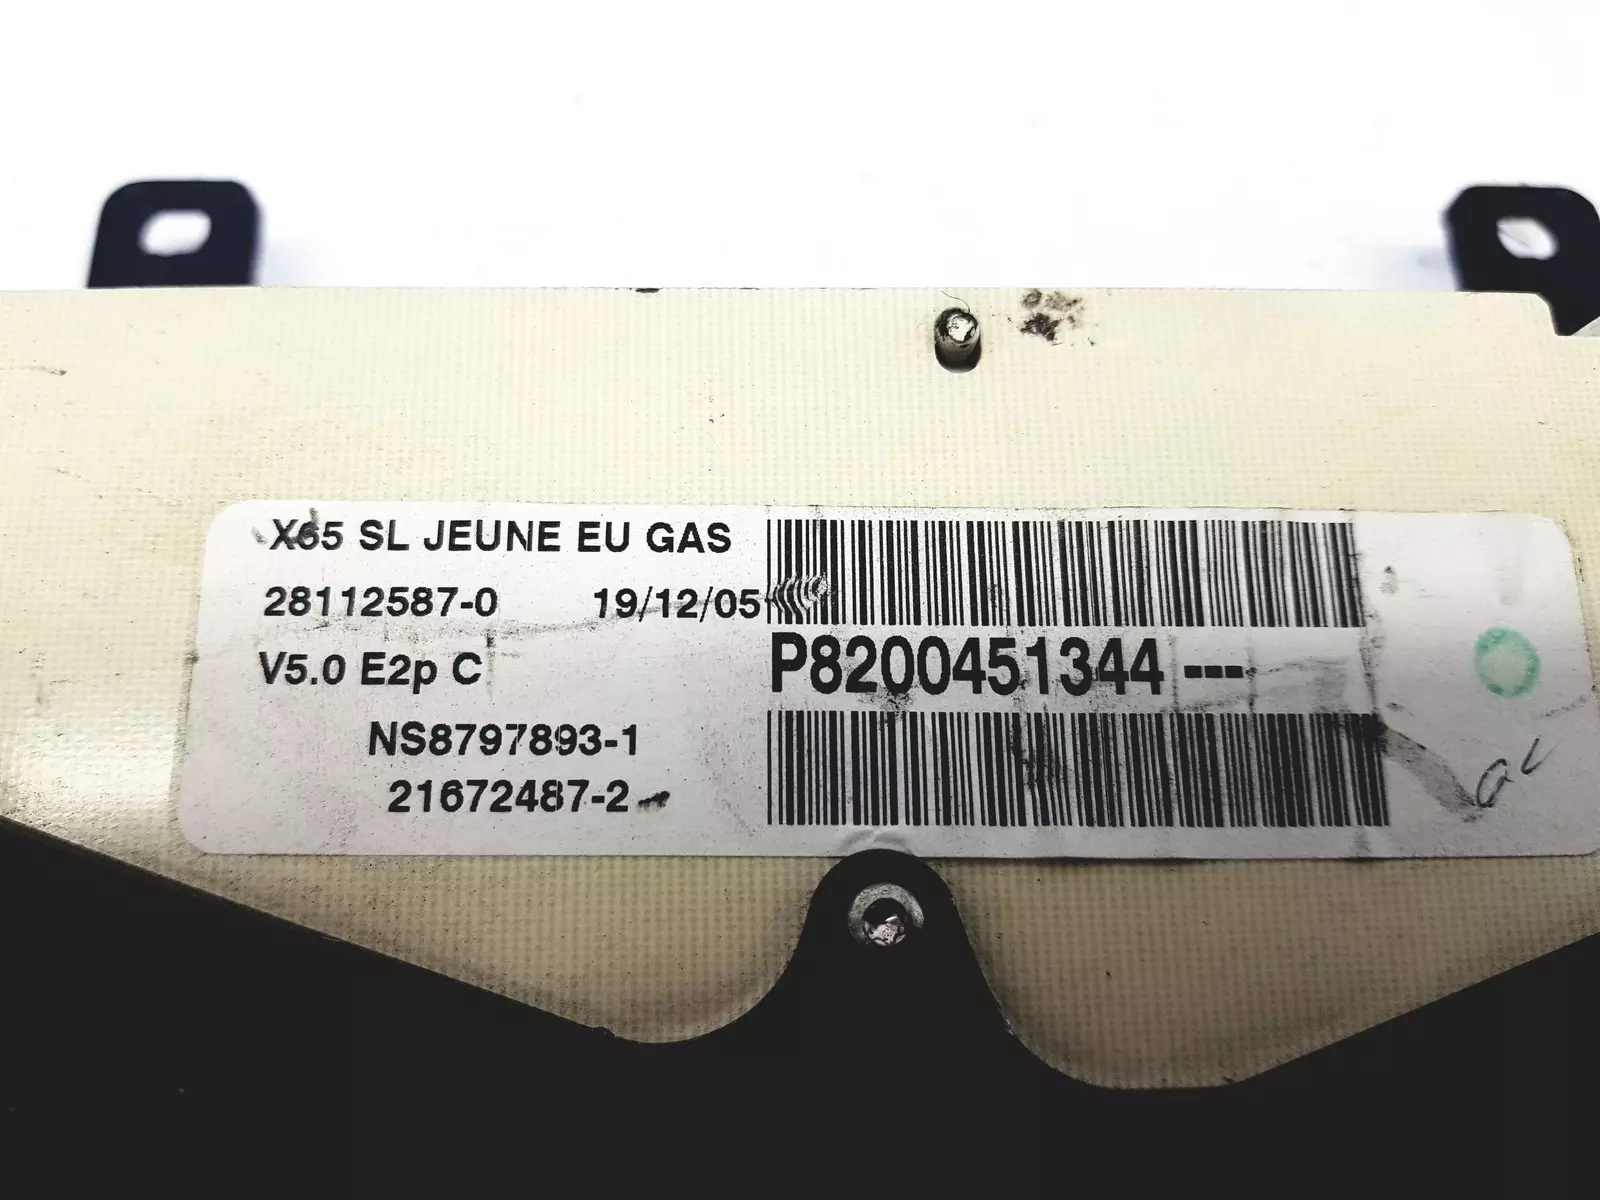 X65 SL JEUNE EU GAS
28112587-0 19/12/05
V5.0 E2p C
P8200451344 ---
NS8797893-1
21672487-2